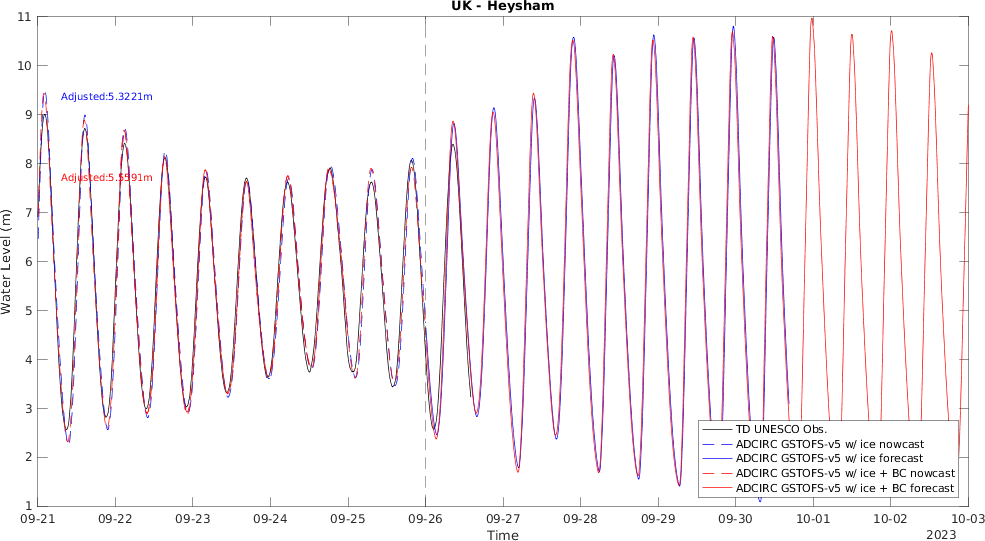 UK - Heysham
11
10
9
8
7
6
5
4
3
2
1
Water Level (m)
Adjusted:5.3221m
Adjusted:5.5591m
TD UNESCO Obs.
ADCIRC GSTOFS-v5 w/ ice nowcast
ADCIRC GSTOFS-v5 w/ ice forecast
ADCIRC GSTOFS-v5 w/ ice + BC nowcast
ADCIRC GSTOFS-v5 w/ ice + BC forecast
09-21 09-22 09-23 09-24 09-25 09-26 09-27 09-28 09-29 09-30 10-01 10-02 10-03
Time
2023